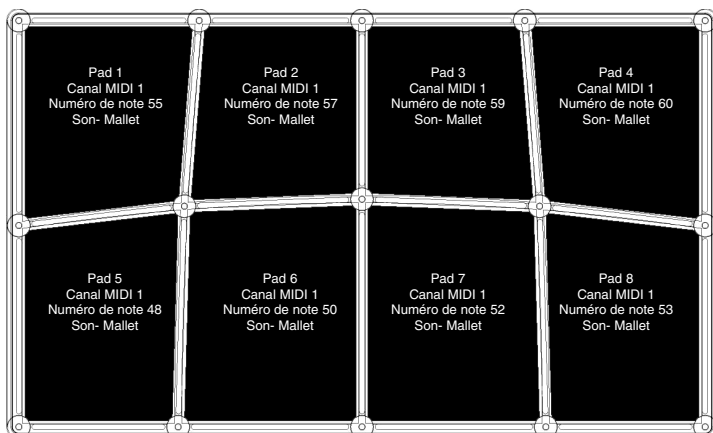 Pad 1
Canal MIDI 1
Numéro de note 55
Son- Mallet
Pad 2
Canal MIDI 1
Numéro de note 57
Son- Mallet
Pad 3
Canal MIDI 1
Numéro de note 59
Son- Mallet
Pad 4
Canal MIDI 1
Numéro de note 60
Son- Mallet
Pad 5
Canal MIDI 1
Numéro de note 48
Son- Mallet
Pad 6
Canal MIDI 1
Numéro de note 50
Son- Mallet
Pad 7
Canal MIDI 1
Numéro de note 52
Son- Mallet
Pad 8
Canal MIDI 1
Numéro de note 53
Son- Mallet